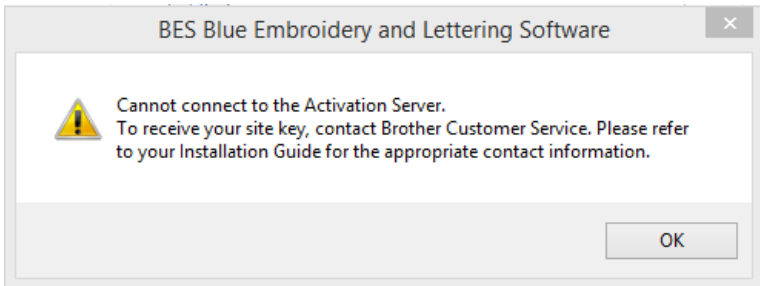 BES Blue Embroidery and Lettering Software
Cannot connect to the Activation Server.
To receive your site key, contact Brother Customer Service. Please refer
to your Installation Guide for the appropriate contact information.
OK